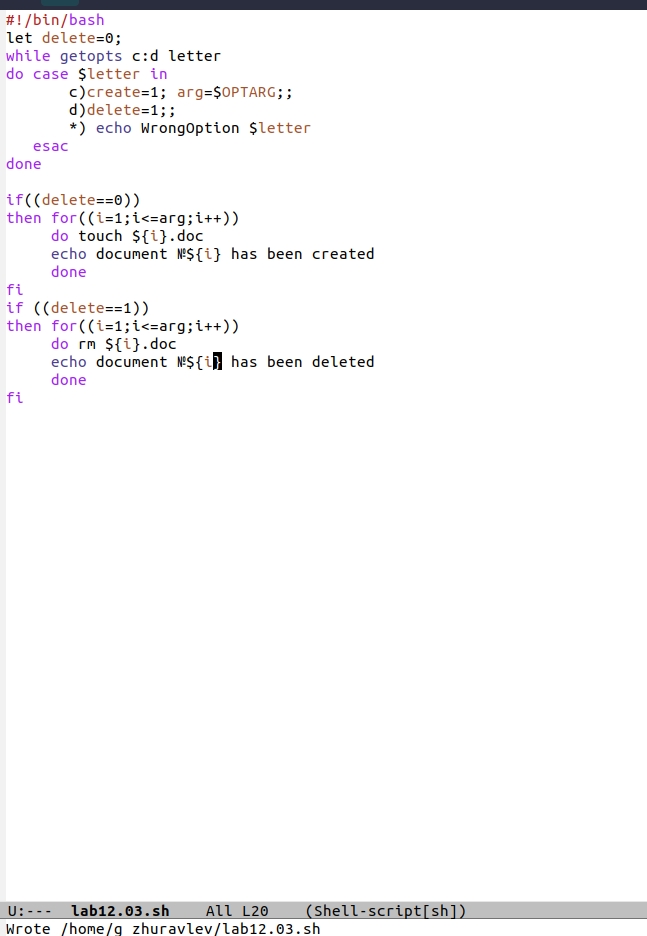 #!/bin/bash
let delete=0;
while getopts c:d letter
do case $letter in
       c)create=1; arg=$OPTARG;;
       d)delete=1;;
       *) echo WrongOption $letter
   esac
done

if((delete==0))
then for((i=1;i<=arg;i++))
     do touch ${i}.doc
     echo document №${i} has been created
     done
fi
if ((delete==1))
then for((i=1;i<=arg;i++))
     do rm ${i}.doc
     echo document №${i} has been deleted
     done
fi
U:---  lab12.03.sh    All L20    (Shell-script[sh])
Wrote /home/g_zhuravlev/lab12.03.sh